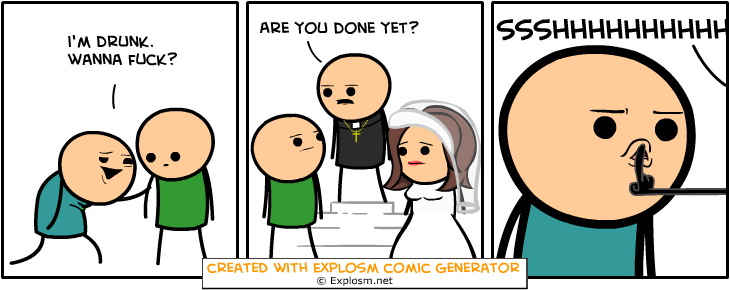 I'M DRUNK.
WANNA FUCK?
ARE YOU DONE YET?
SSSHHHHHHHHHHH
CREATED WITH EXPLOSM COMIC GENERATOR
© Explosm.net